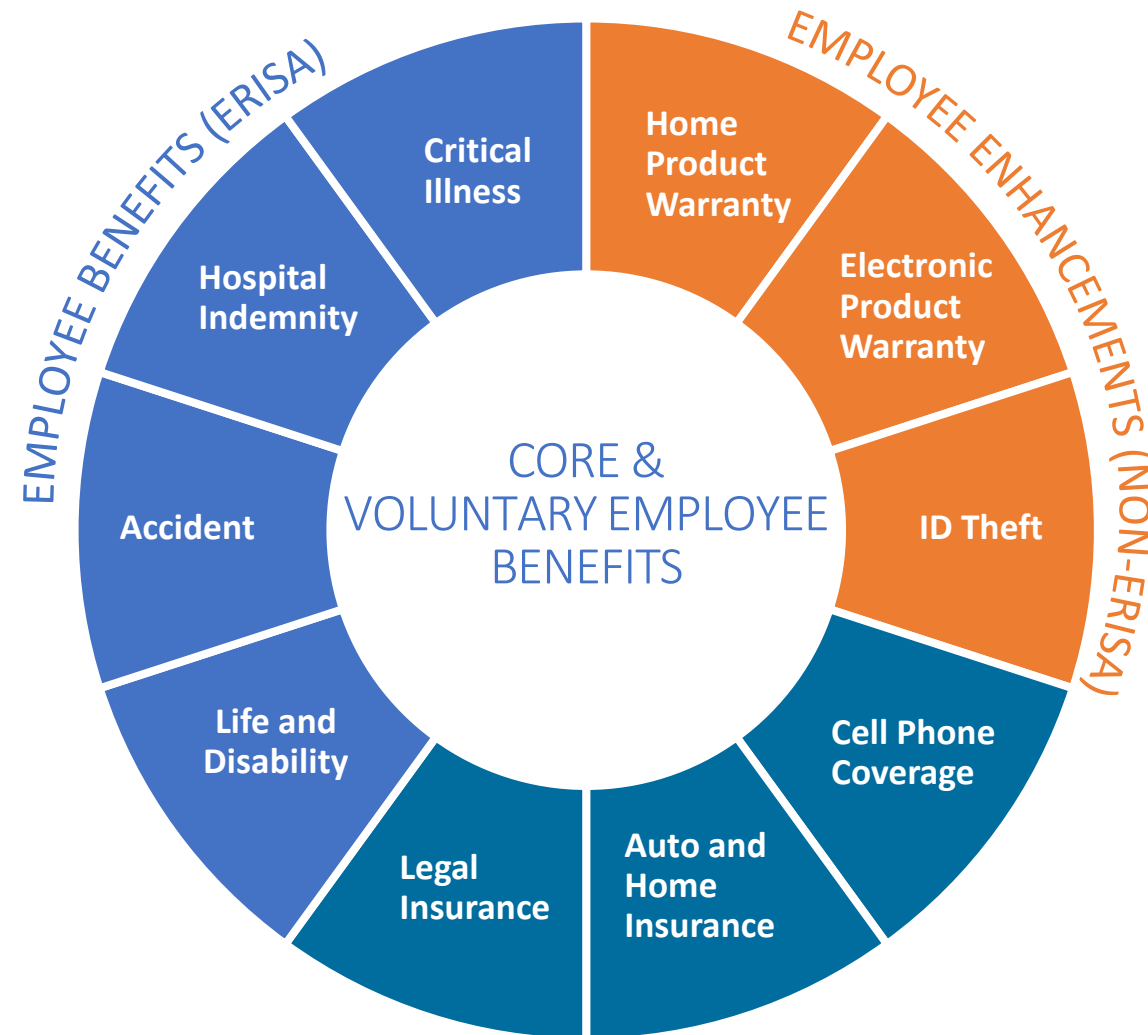 EMPLOYEE BENEFITS (ERISA)
EMPLOYEE ENHANCEMENTS (NON-ERISA)
Critical
Illness
Home
Product
Warranty
Hospital
Indemnity
Electronic
Product
Warranty
CORE &
VOLUNTARY EMPLOYEE
BENEFITS
Accident
ID Theft
Life and
Disability
Cell Phone
Coverage
Legal
Insurance
Auto and
Home
Insurance